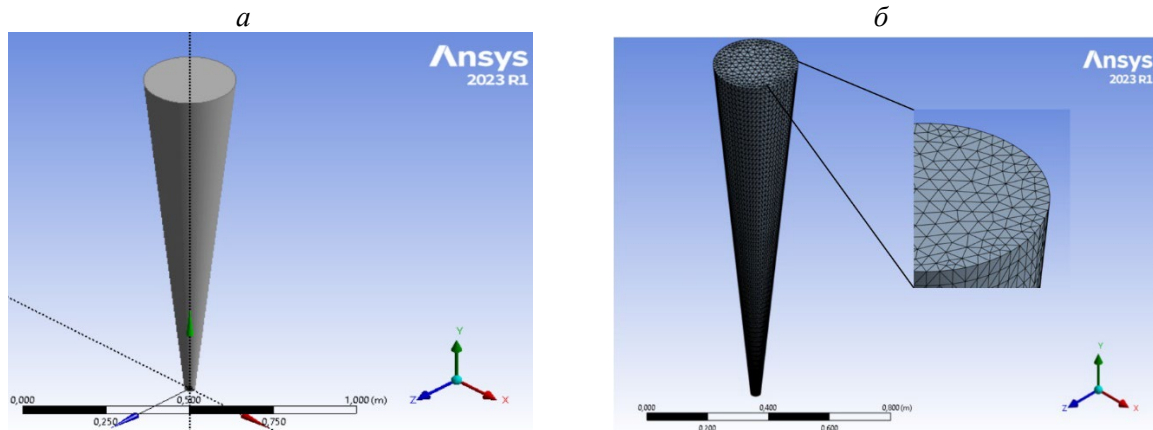 а
б
Ansys
2023 R1
Ansys
2023 R1
Y
Z
X
0,000
0,500
1,000 (m)
0,250
0,750
Y
Z
X
0,000
0,400
0,800 (m)
0,200
0,600